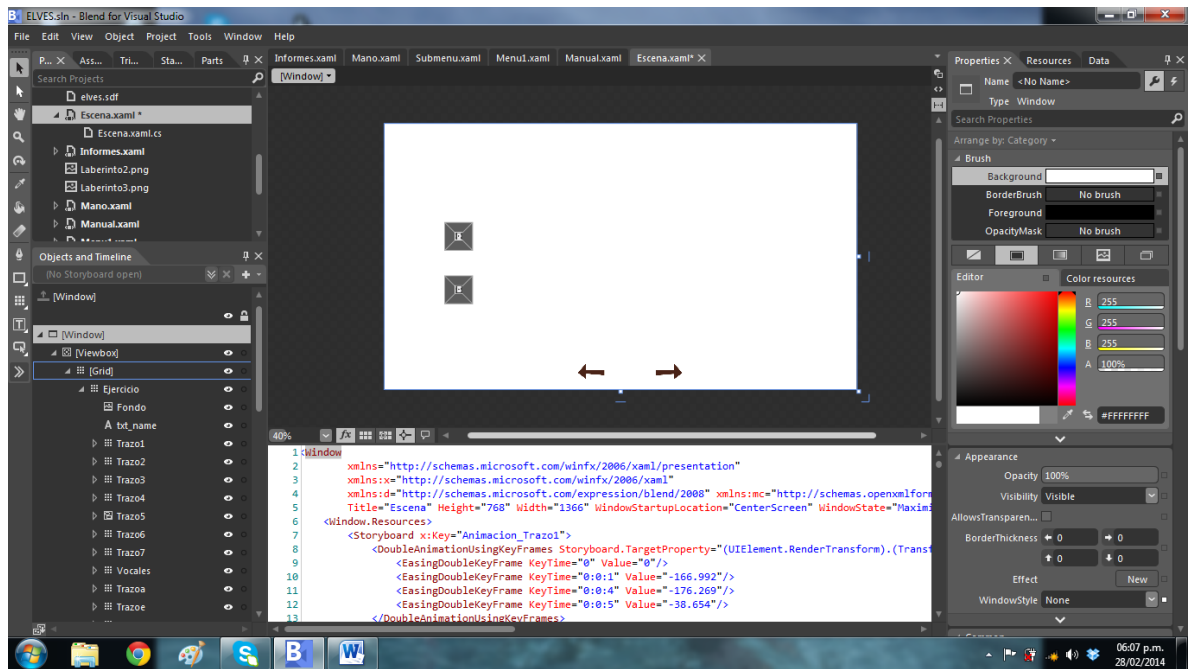 ELVES.sln - Blend for Visual Studio
File Edit View Object Project Tools Window Help
P... Ass... Tri... Sta... Parts
Search Projects
elves.sdf
Escena.xaml *
Escena.xaml.cs
Informes.xaml
Laberinto2.png
Laberinto3.png
Mano.xaml
Manual.xaml
Menu1.xaml
Objects and Timeline
(No Storyboard open)
[Window]
[Window]
[Viewbox]
[Grid]
Ejercicio
Fondo
A txt_name
Trazo1
Trazo2
Trazo3
Trazo4
Trazo5
Trazo6
Trazo7
Vocales
Trazoa
Trazoe
Informes.xaml Mano.xaml Submenu.xaml Menu1.xaml Manual.xaml Escena.xaml*
[Window]
40% fx
1 <Window
2 xmlns="http://schemas.microsoft.com/winfx/2006/xaml/presentation"
3 xmlns:x="http://schemas.microsoft.com/winfx/2006/xaml"
4 xmlns:d="http://schemas.microsoft.com/expression/blend/2008" xmlns:mc="http://schemas.openxmlform
5 Title="Escena" Height="768" Width="1366" WindowStartupLocation="CenterScreen" WindowState="Maximi
6 <Window.Resources>
7 <Storyboard x:Key="Animacion_Trazo1">
8 <DoubleAnimationUsingKeyFrames Storyboard.TargetProperty="(UIElement.RenderTransform).(Transf
9 <EasingDoubleKeyFrame KeyTime="0" Value="0"/>
10 <EasingDoubleKeyFrame KeyTime="0:0:1" Value="-166.992"/>
11 <EasingDoubleKeyFrame KeyTime="0:0:4" Value="-176.269"/>
12 <EasingDoubleKeyFrame KeyTime="0:0:5" Value="-38.654"/>
13 </DoubleAnimationUsingKeyFrames>
Properties Resources Data
Name <No Name>
Type Window
Search Properties
Arrange by: Category
Brush
Background
BorderBrush No brush
Foreground
OpacityMask No brush
Editor Color resources
R 255
G 255
B 255
A 100%
#FFFFFFFF
Appearance
Opacity 100%
Visibility Visible
AllowsTransparen...
BorderThickness 0 0
0 0
Effect New
WindowStyle None
Common
06:07 p.m.
28/02/2014